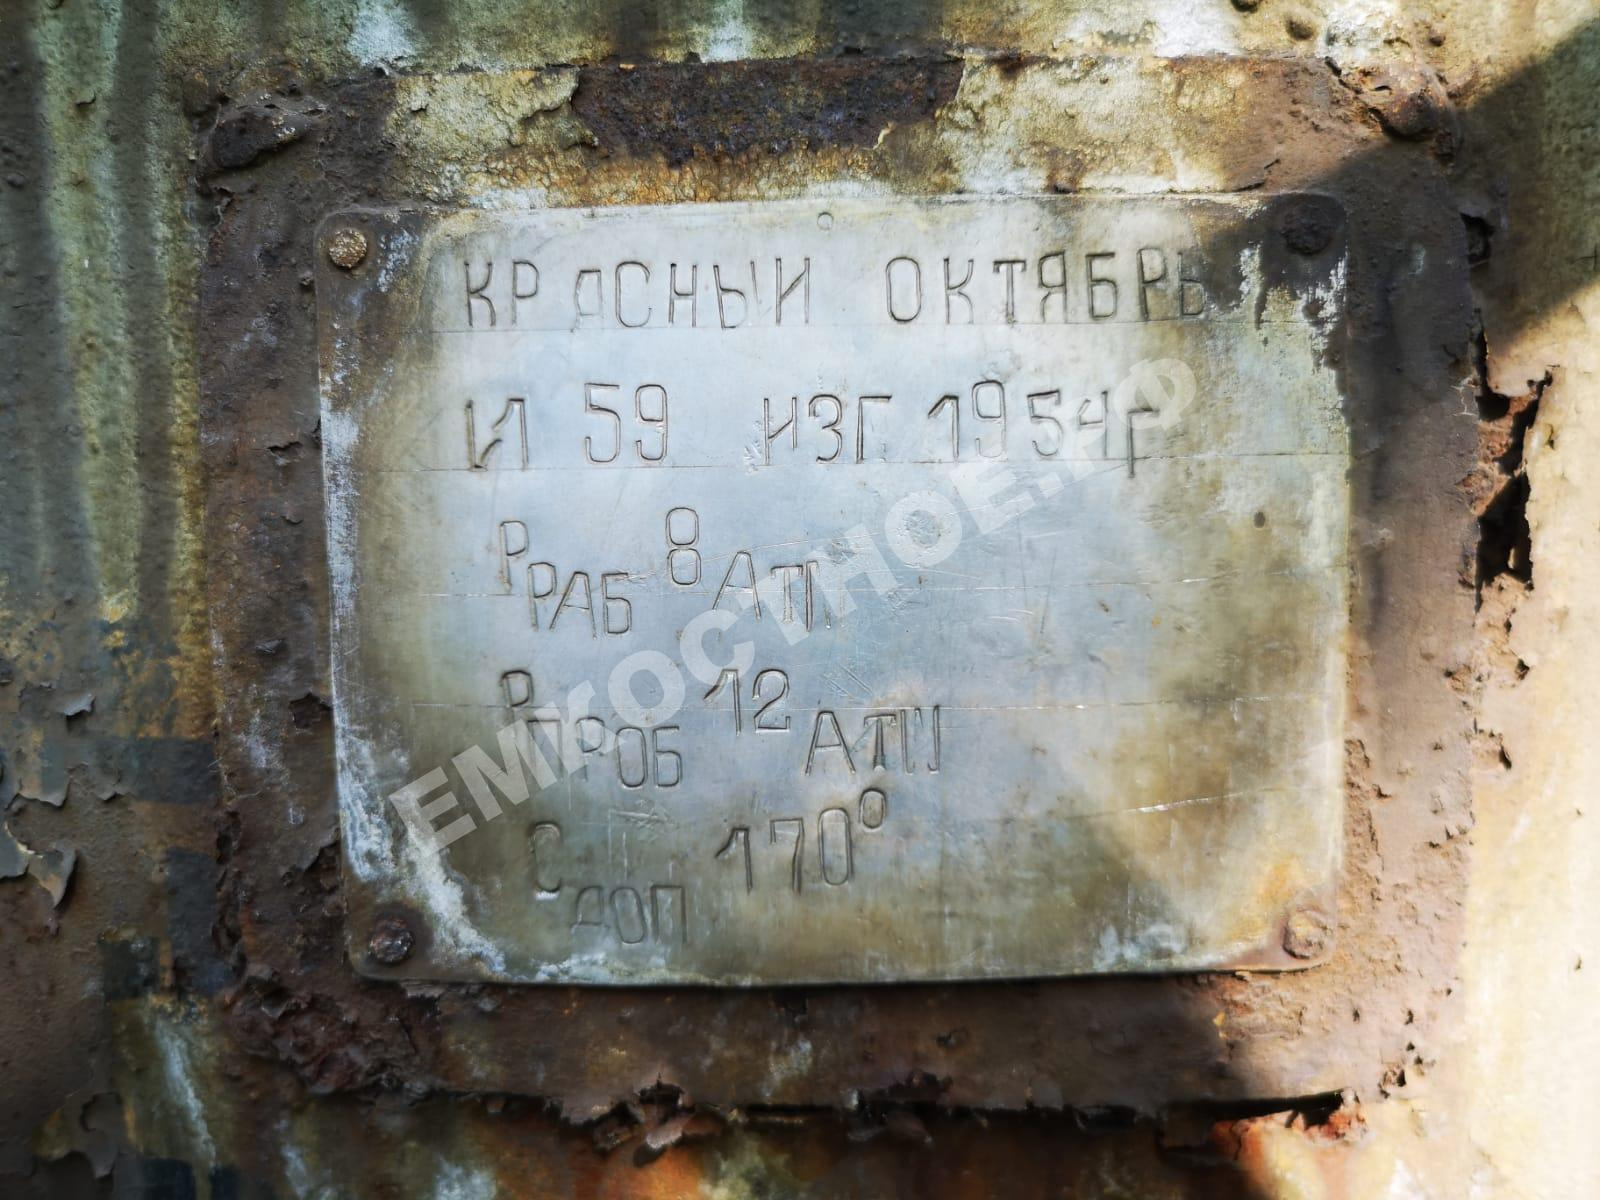 КРАСНЫЙ ОКТЯБРЬ
И 59 ИЗГ 1954г
Р РАБ 8 АТИ
Р ПРОБ 12 АТИ
С ДОП 170°
ЕМКОСТНОЕ.РФ